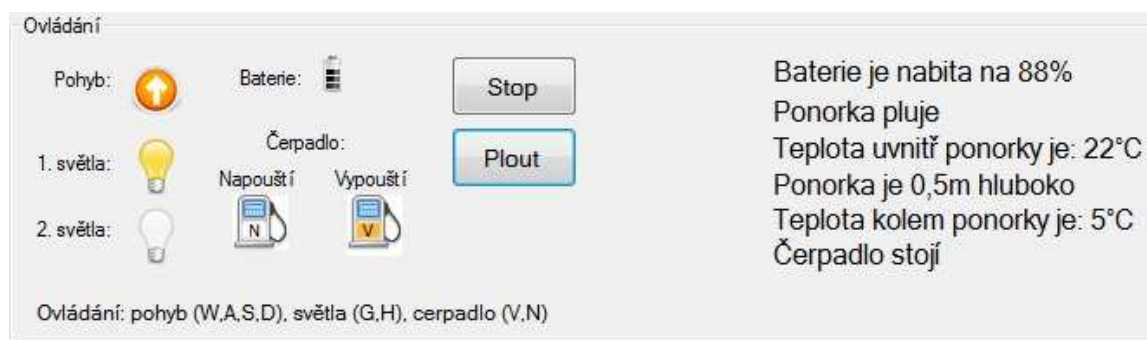 Ovládání
Pohyb:
Baterie:
Stop
1. světla:
Čerpadlo:
Napouští Vypouští
Plout
2. světla:
N V
Ovládání: pohyb (W,A,S,D), světla (G,H), cerpadlo (V,N)
Baterie je nabita na 88%
Ponorka pluje
Teplota uvnitř ponorky je: 22°C
Ponorka je 0,5m hluboko
Teplota kolem ponorky je: 5°C
Čerpadlo stojí